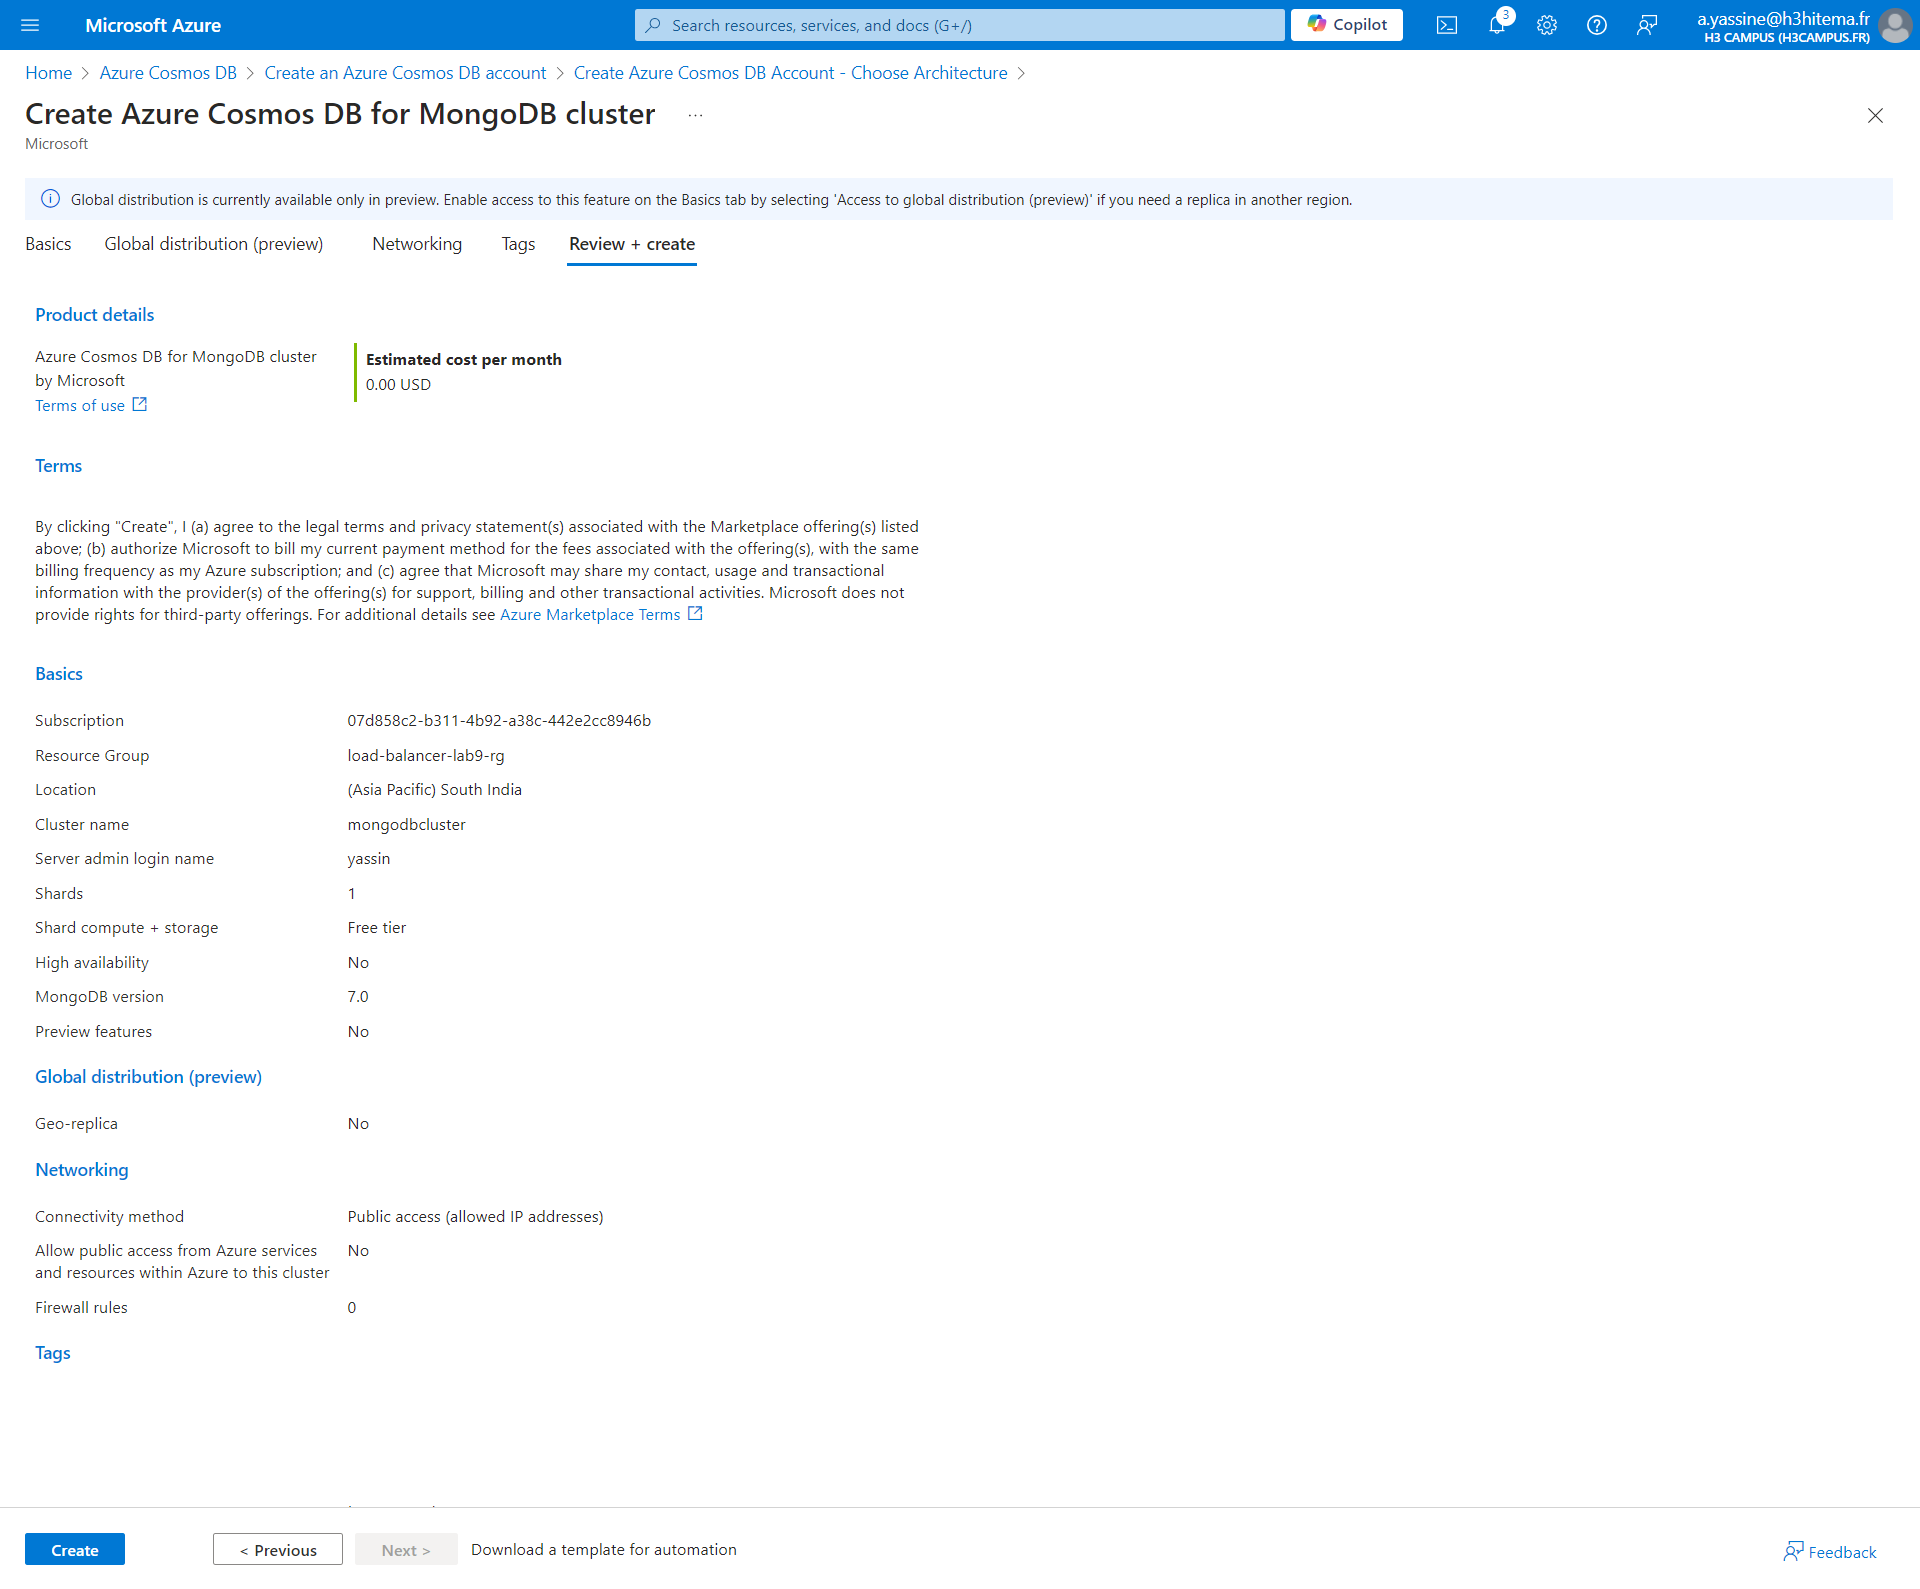 Microsoft Azure
Search resources, services, and docs (G+/)
Copilot
3
a.yassine@h3hitema.fr
H3 CAMPUS (H3CAMPUS.FR)
Home > Azure Cosmos DB > Create an Azure Cosmos DB account > Create Azure Cosmos DB Account - Choose Architecture >
Create Azure Cosmos DB for MongoDB cluster ...
Microsoft
Global distribution is currently available only in preview. Enable access to this feature on the Basics tab by selecting 'Access to global distribution (preview)' if you need a replica in another region.
Basics Global distribution (preview) Networking Tags Review + create
Product details
Azure Cosmos DB for MongoDB cluster
by Microsoft
Terms of use
Estimated cost per month
0.00 USD
Terms
By clicking "Create", I (a) agree to the legal terms and privacy statement(s) associated with the Marketplace offering(s) listed
above; (b) authorize Microsoft to bill my current payment method for the fees associated with the offering(s), with the same
billing frequency as my Azure subscription; and (c) agree that Microsoft may share my contact, usage and transactional
information with the provider(s) of the offering(s) for support, billing and other transactional activities. Microsoft does not
provide rights for third-party offerings. For additional details see Azure Marketplace Terms
Basics
Subscription 07d858c2-b311-4b92-a38c-442e2cc8946b
Resource Group load-balancer-lab9-rg
Location (Asia Pacific) South India
Cluster name mongodbcluster
Server admin login name yassin
Shards 1
Shard compute + storage Free tier
High availability No
MongoDB version 7.0
Preview features No
Global distribution (preview)
Geo-replica No
Networking
Connectivity method Public access (allowed IP addresses)
Allow public access from Azure services No
and resources within Azure to this cluster
Firewall rules 0
Tags
Create < Previous Next > Download a template for automation Feedback